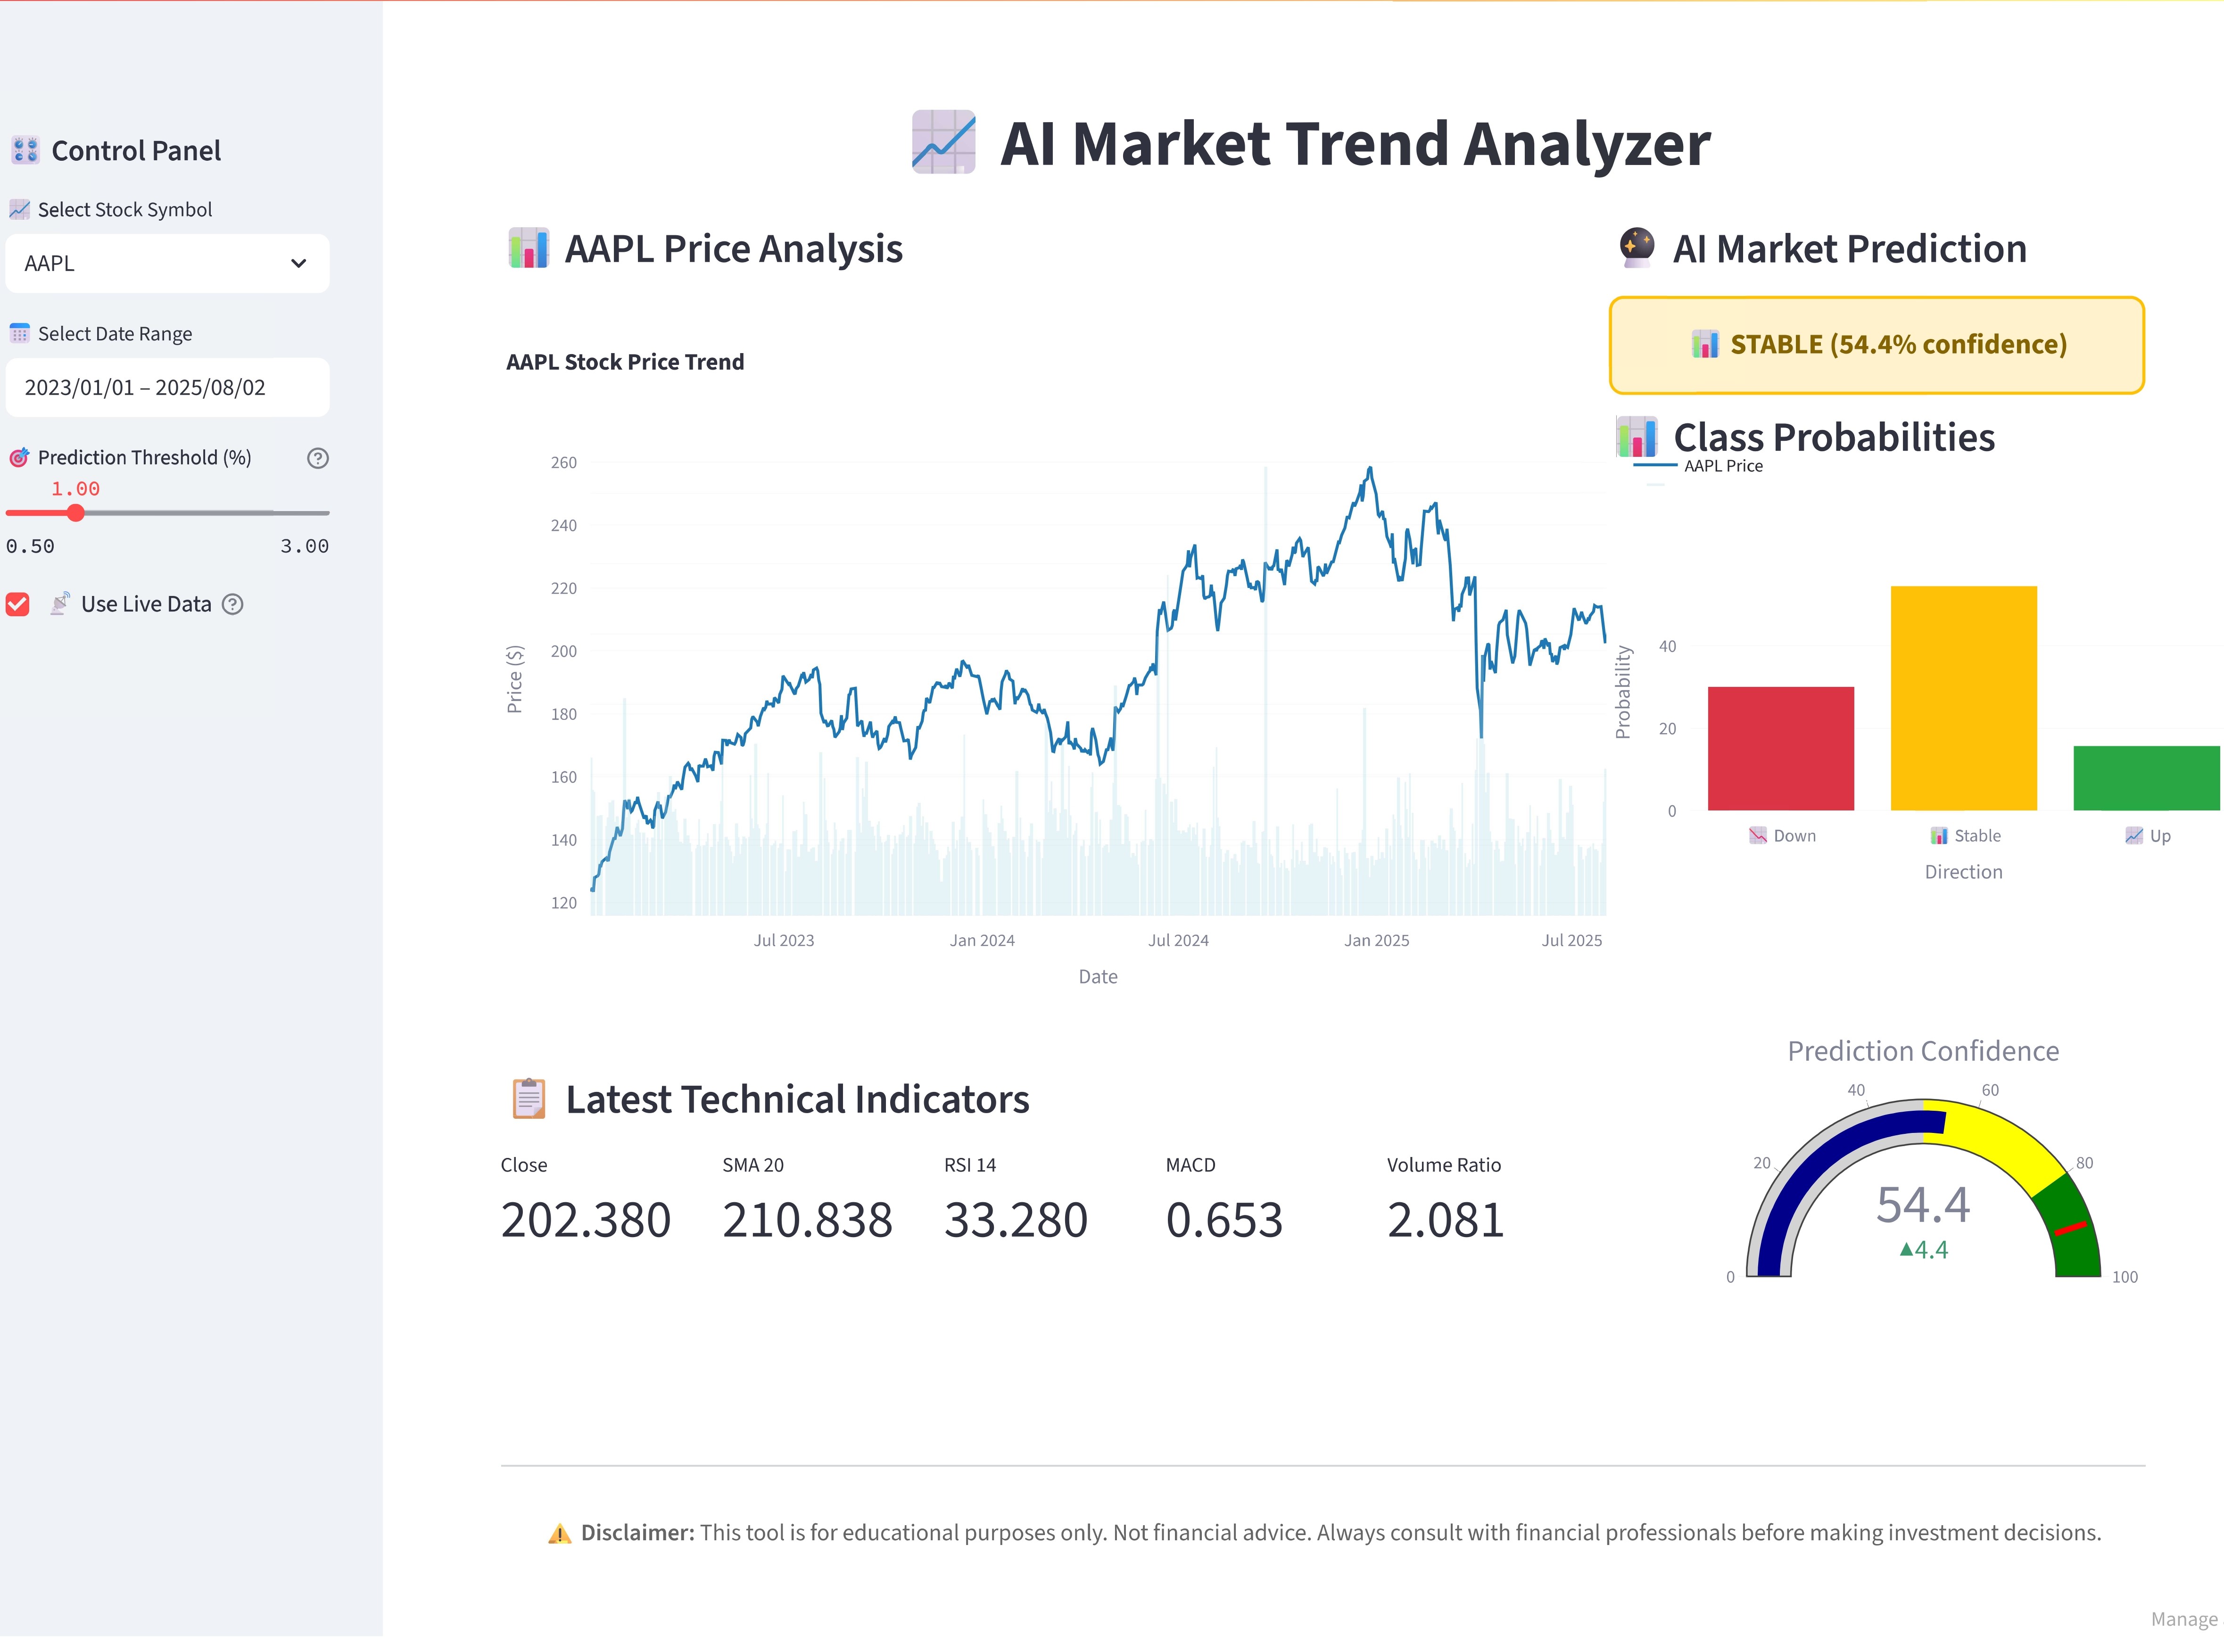 Control Panel
Select Stock Symbol
AAPL
Select Date Range
2023/01/01 – 2025/08/02
Prediction Threshold (%)
1.00
0.50 3.00
Use Live Data
AI Market Trend Analyzer
AAPL Price Analysis
AAPL Stock Price Trend
260
240
220
200
180
160
140
120
Price ($)
Jul 2023 Jan 2024 Jul 2024 Jan 2025 Jul 2025
Date
AAPL Price
Latest Technical Indicators
Close SMA 20 RSI 14 MACD Volume Ratio
202.380 210.838 33.280 0.653 2.081
AI Market Prediction
STABLE (54.4% confidence)
Class Probabilities
40
20
0
Probability
Down Stable Up
Direction
Prediction Confidence
0 20 40 60 80 100
54.4
▲4.4
Disclaimer: This tool is for educational purposes only. Not financial advice. Always consult with financial professionals before making investment decisions.
Manage